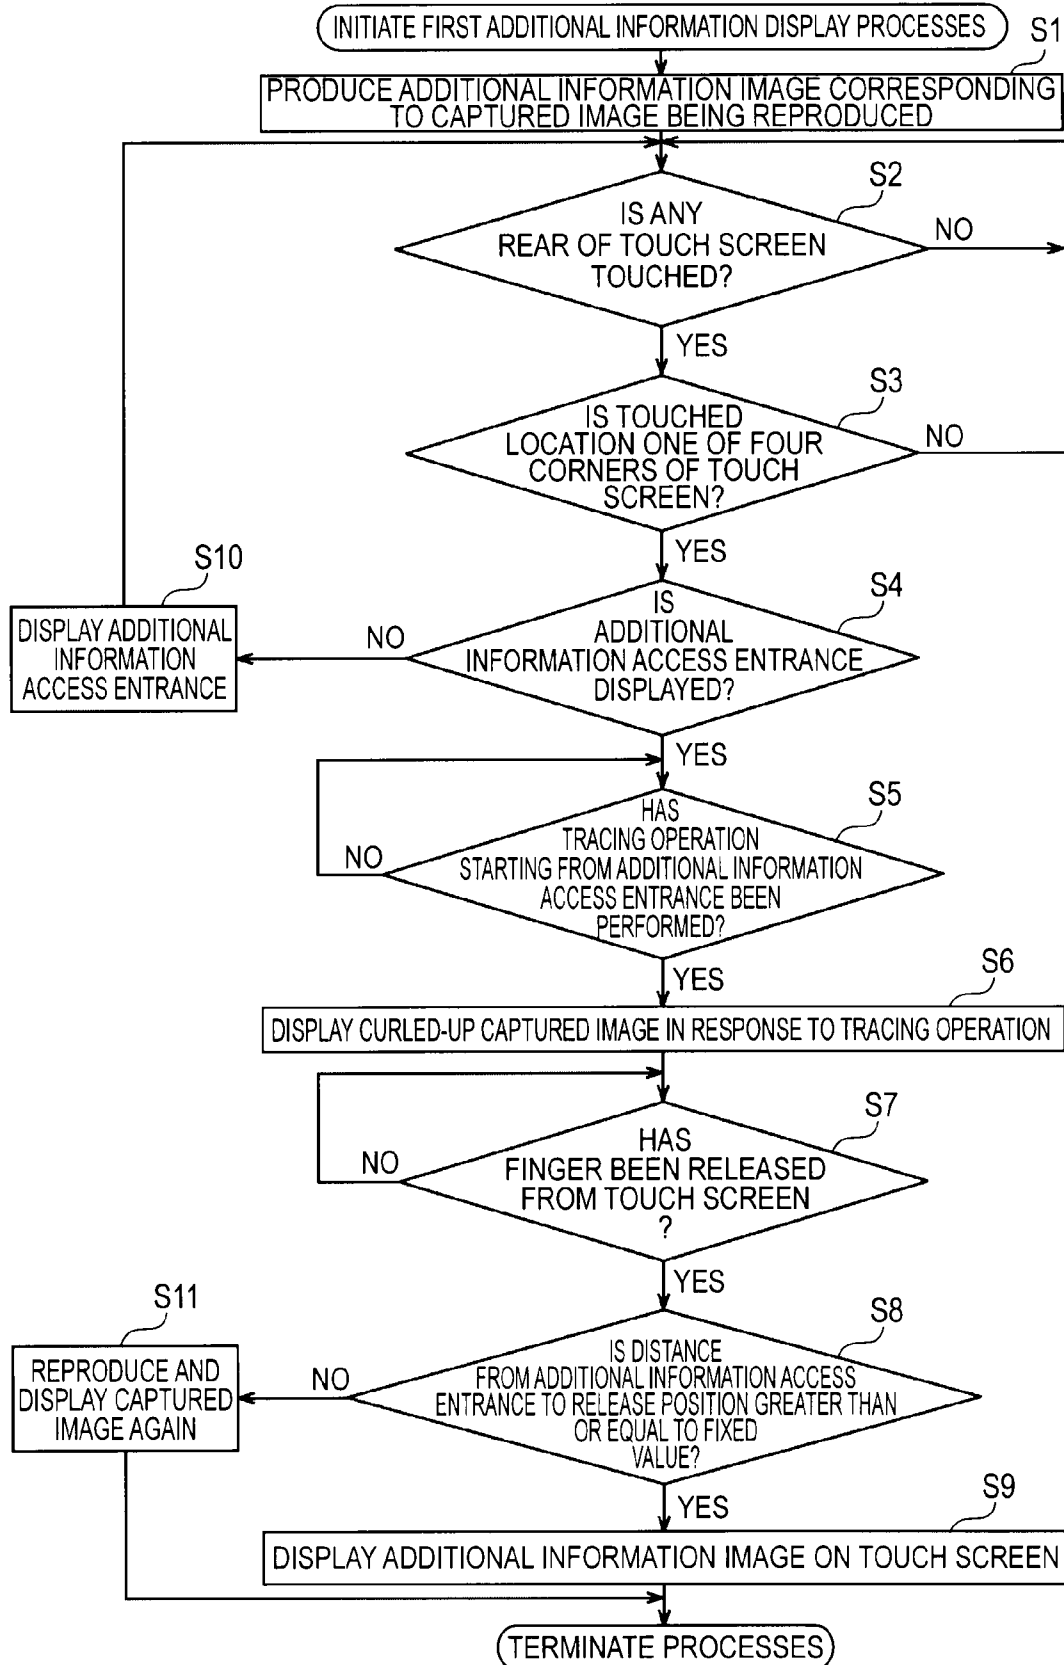 INITIATE FIRST ADDITIONAL INFORMATION DISPLAY PROCESSES
S1
PRODUCE ADDITIONAL INFORMATION IMAGE CORRESPONDING
TO CAPTURED IMAGE BEING REPRODUCED
S2
IS ANY
REAR OF TOUCH SCREEN
TOUCHED?
NO
YES
S3
IS TOUCHED
LOCATION ONE OF FOUR
CORNERS OF TOUCH
SCREEN?
NO
YES
S10
DISPLAY ADDITIONAL
INFORMATION
ACCESS ENTRANCE
NO
S4
IS
ADDITIONAL
INFORMATION ACCESS ENTRANCE
DISPLAYED?
YES
S5
HAS
TRACING OPERATION
STARTING FROM ADDITIONAL INFORMATION
ACCESS ENTRANCE BEEN
PERFORMED?
NO
YES
S6
DISPLAY CURLED-UP CAPTURED IMAGE IN RESPONSE TO TRACING OPERATION
S7
HAS
FINGER BEEN RELEASED
FROM TOUCH SCREEN
?
NO
YES
S11
REPRODUCE AND
DISPLAY CAPTURED
IMAGE AGAIN
NO
S8
IS DISTANCE
FROM ADDITIONAL INFORMATION ACCESS
ENTRANCE TO RELEASE POSITION GREATER THAN
OR EQUAL TO FIXED
VALUE?
YES
S9
DISPLAY ADDITIONAL INFORMATION IMAGE ON TOUCH SCREEN
TERMINATE PROCESSES